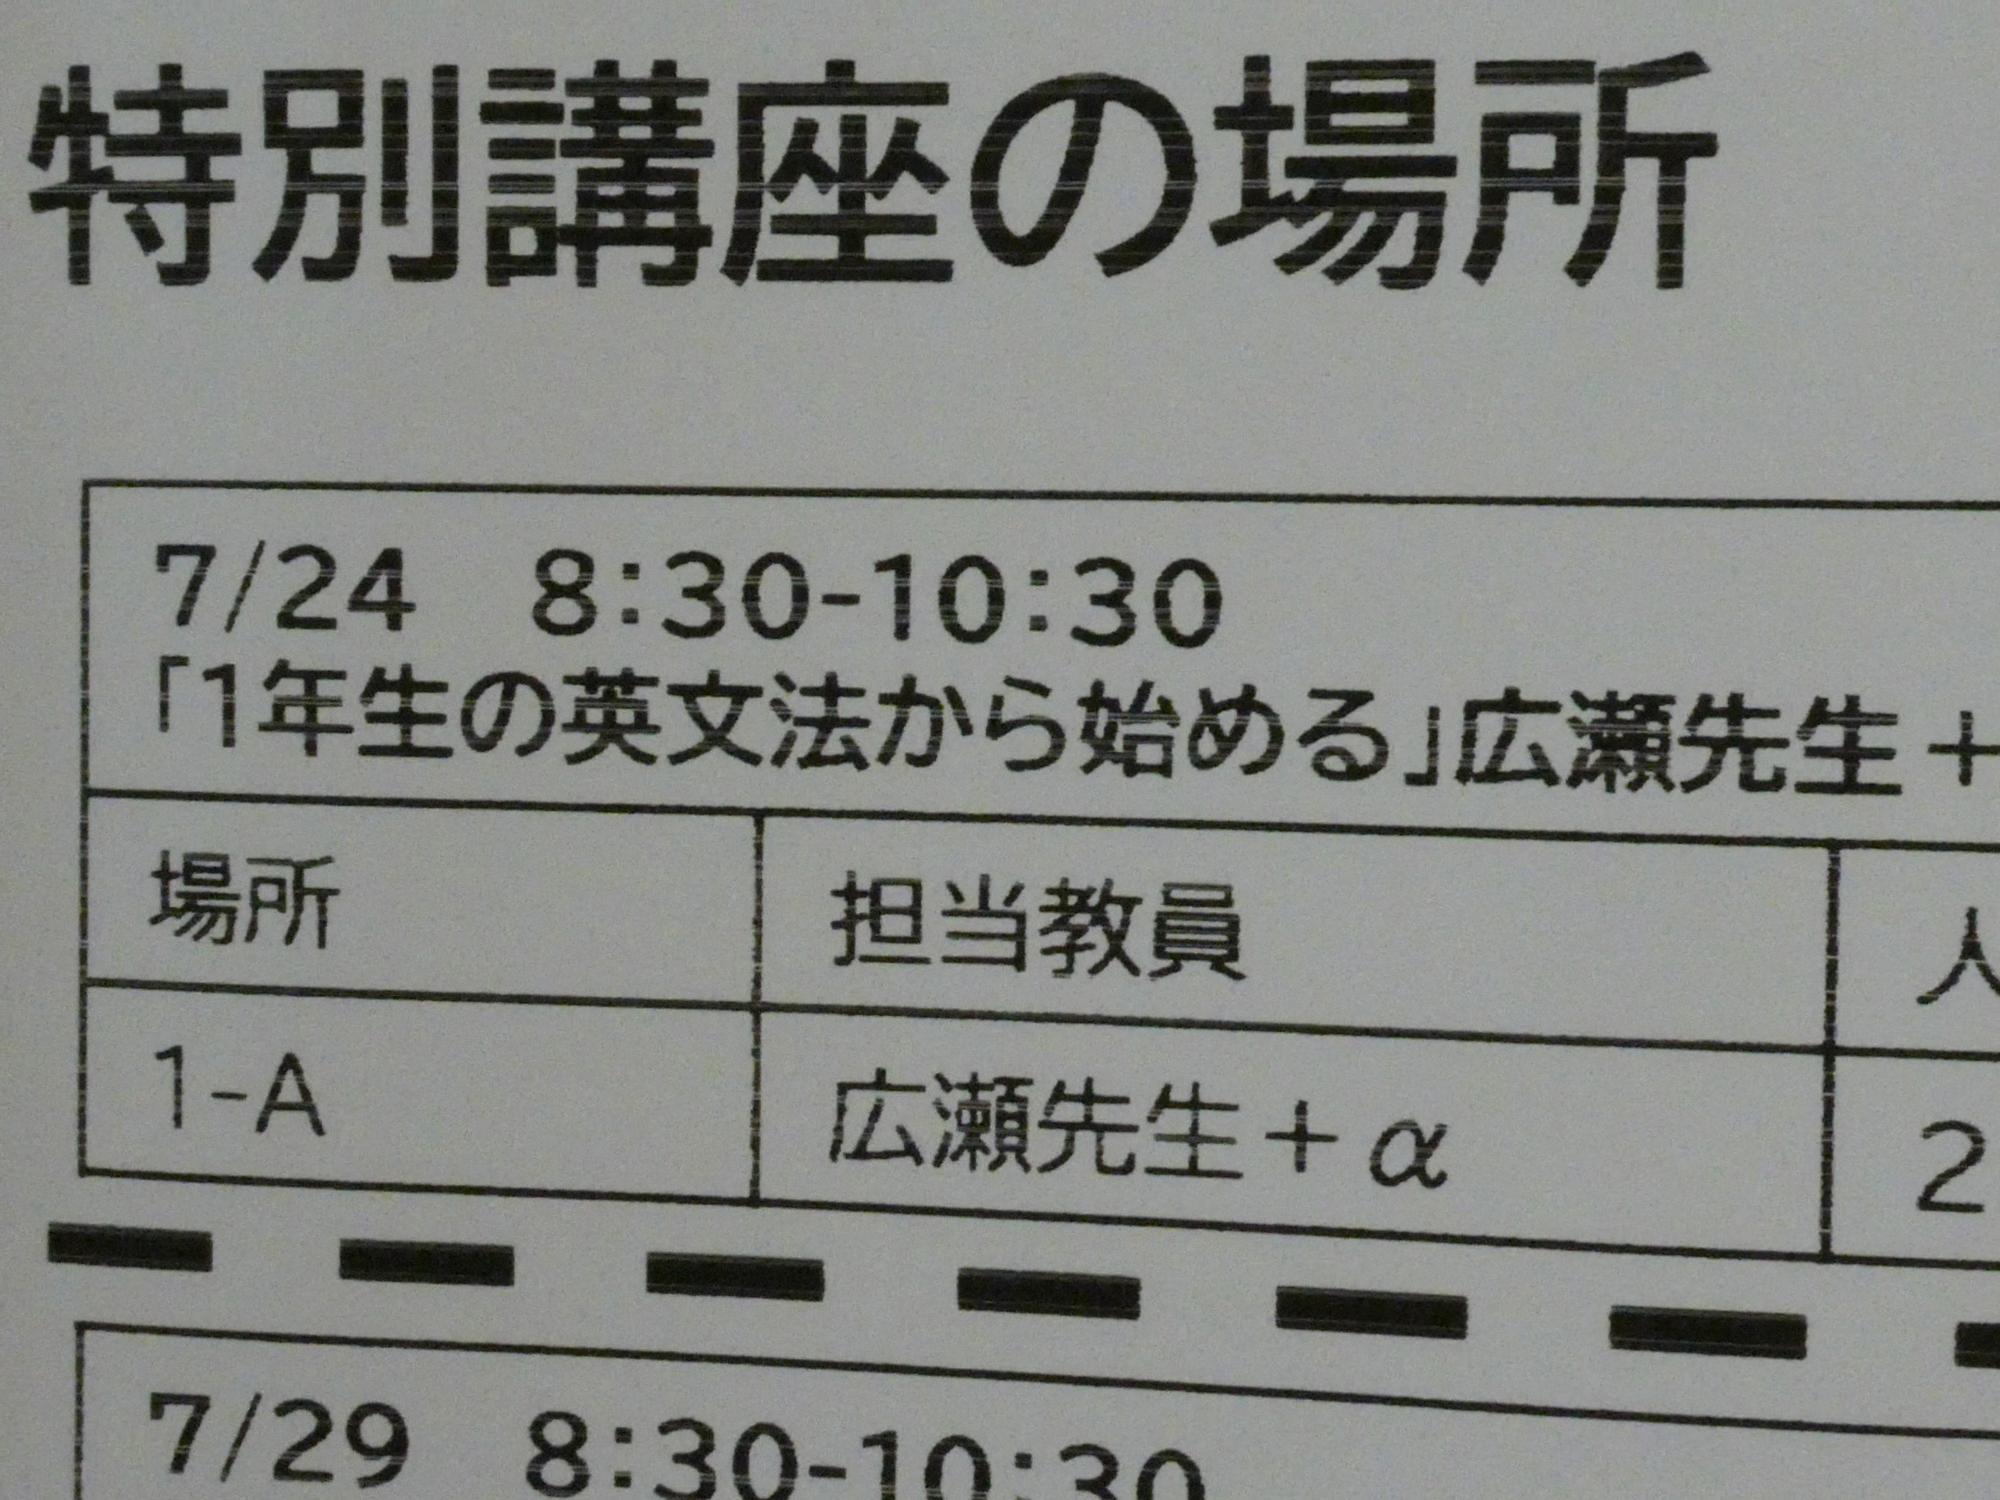 特別講座の場所
7/24　8:30-10:30
「1年生の英文法から始める」広瀬先生＋
場所　担当教員　人
1-A　広瀬先生＋α　2
7/29　8:30-10:30